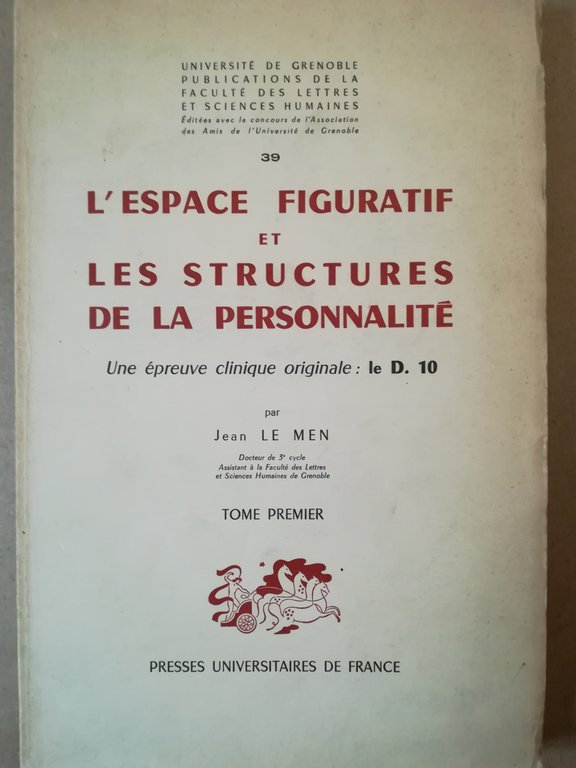 UNIVERSITÉ DE GRENOBLE
PUBLICATIONS DE LA
FACULTÉ DES LETTRES
ET SCIENCES HUMAINES
Éditées avec le concours de l'Association
des Amis de l'Université de Grenoble
39
L'ESPACE FIGURATIF
ET
LES STRUCTURES
DE LA PERSONNALITÉ
Une épreuve clinique originale : le D. 10
par
Jean LE MEN
Docteur de 3e cycle
Assistant à la Faculté des Lettres
et Sciences Humaines de Grenoble
TOME PREMIER
PRESSES UNIVERSITAIRES DE FRANCE